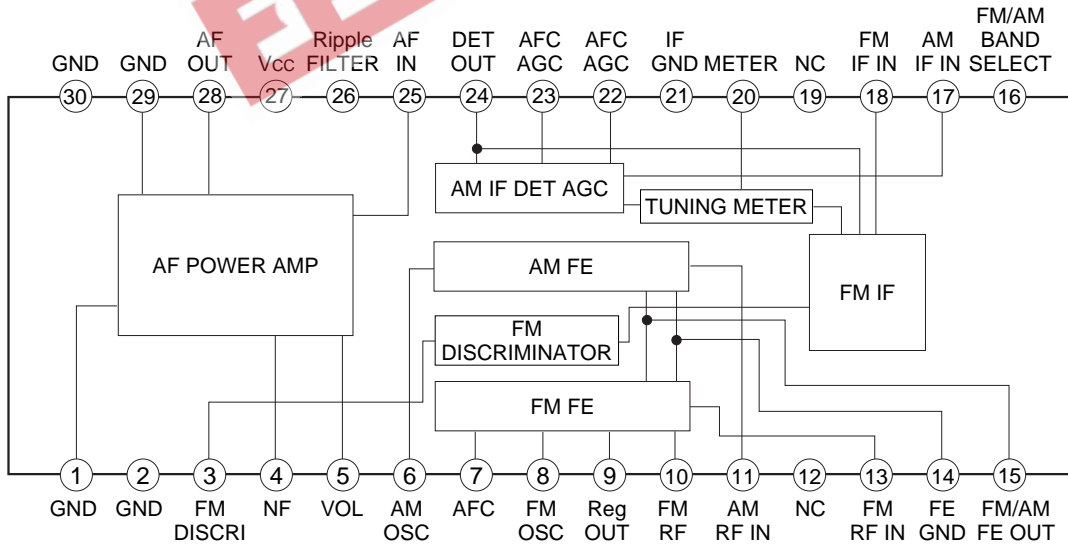 FM/AM
AF Ripple AF DET AFC AFC IF FM AM BAND
GND GND OUT Vcc FILTER IN OUT AGC AGC GND METER NC IF IN IF IN SELECT
30 29 28 27 26 25 24 23 22 21 20 19 18 17 16
AM IF DET AGC
TUNING METER
AF POWER AMP
AM FE
FM IF
FM
DISCRIMINATOR
FM FE
1 2 3 4 5 6 7 8 9 10 11 12 13 14 15
GND GND FM NF VOL AM AFC FM Reg FM AM NC FM FE FM/AM
DISCRI OSC OSC OUT RF RF IN RF IN GND FE OUT